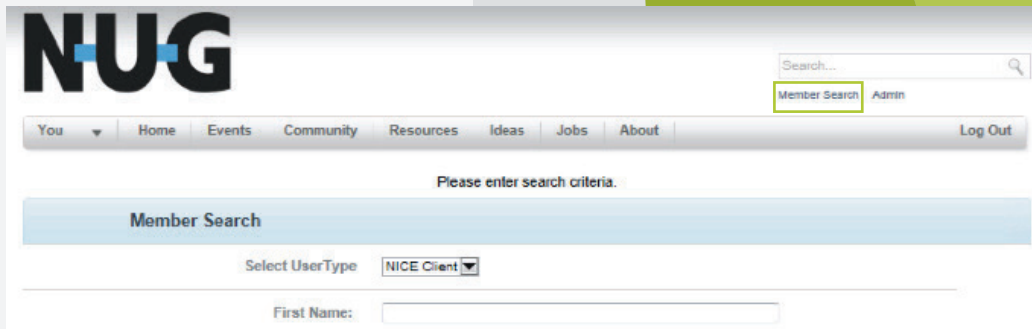 N-U-G
Search...
Member Search Admin
You Home Events Community Resources Ideas Jobs About Log Out
Please enter search criteria.
Member Search
Select UserType NICE Client
First Name: